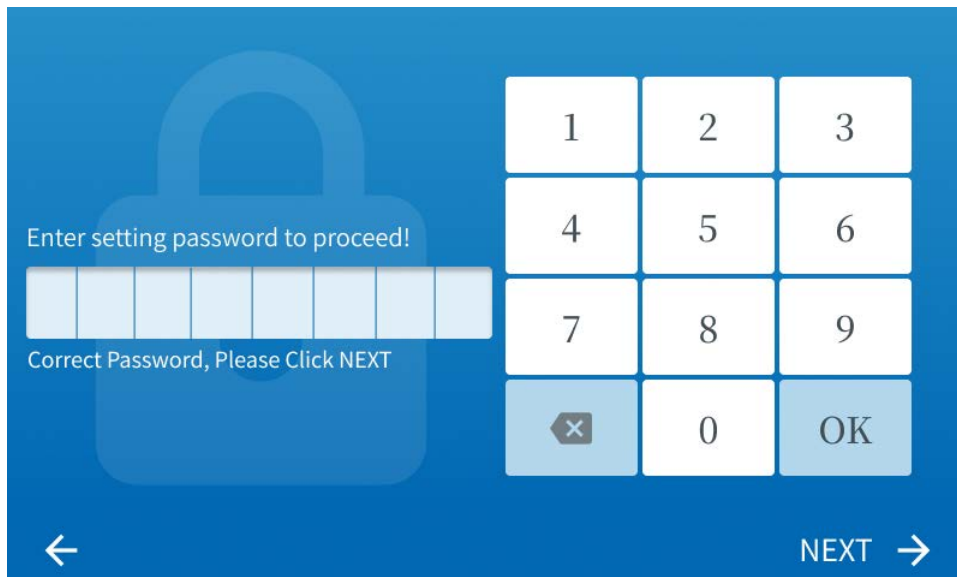 Enter setting password to proceed!
Correct Password, Please Click NEXT
1 2 3
4 5 6
7 8 9
0 OK
NEXT